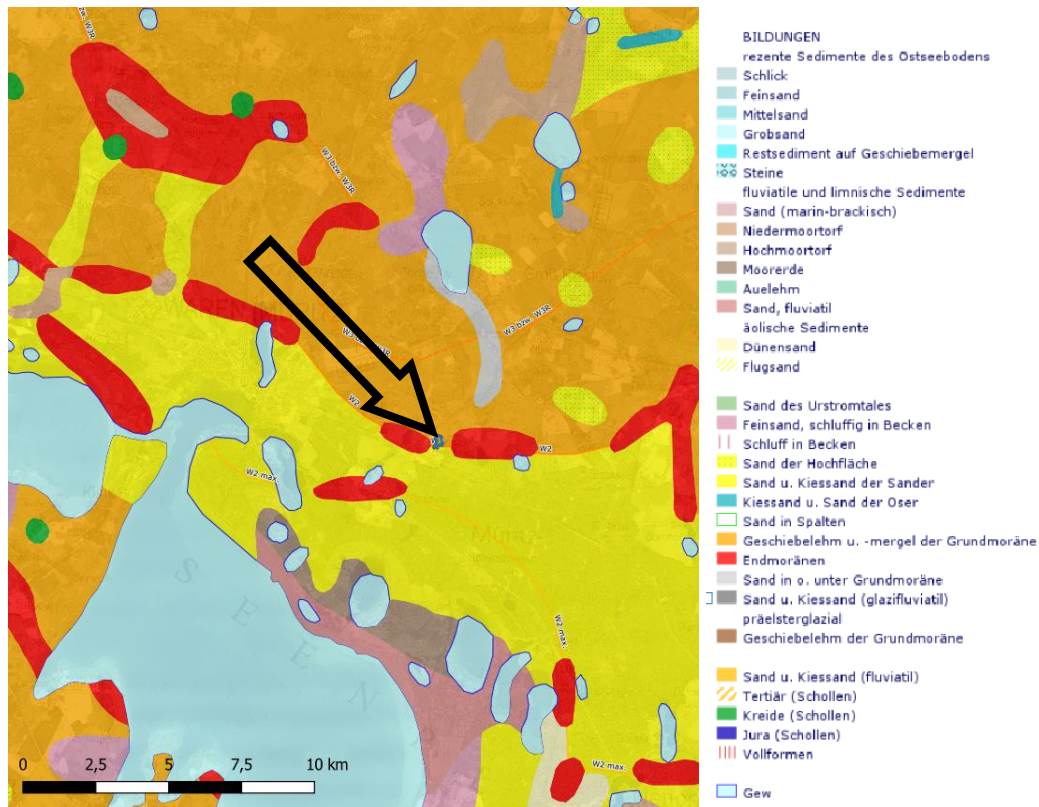 W3 bzw. W3R
W3 bzw. W3R
WAREN
W3 bzw. W3R
W2
W2
W2 max.
S
E
E
N
W2 max.
W2 max.
0 2,5 5 7,5 10 km
BILDUNGEN
rezente Sedimente des Ostseebodens
Schlick
Feinsand
Mittelsand
Grobsand
Restsediment auf Geschiebemergel
Steine
fluviatile und limnische Sedimente
Sand (marin-brackisch)
Niedermoortorf
Hochmoortorf
Moorerde
Auelehm
Sand, fluviatil
äolische Sedimente
Dünensand
Flugsand
Sand des Urstromtales
Feinsand, schluffig in Becken
Schluff in Becken
Sand der Hochfläche
Sand u. Kiessand der Sander
Kiessand u. Sand der Oser
Sand in Spalten
Geschiebelehm u. -mergel der Grundmoräne
Endmoränen
Sand in o. unter Grundmoräne
Sand u. Kiessand (glazifluviatil)
präelsterglazial
Geschiebelehm der Grundmoräne
Sand u. Kiessand (fluviatil)
Tertiär (Schollen)
Kreide (Schollen)
Jura (Schollen)
Vollformen
Gew